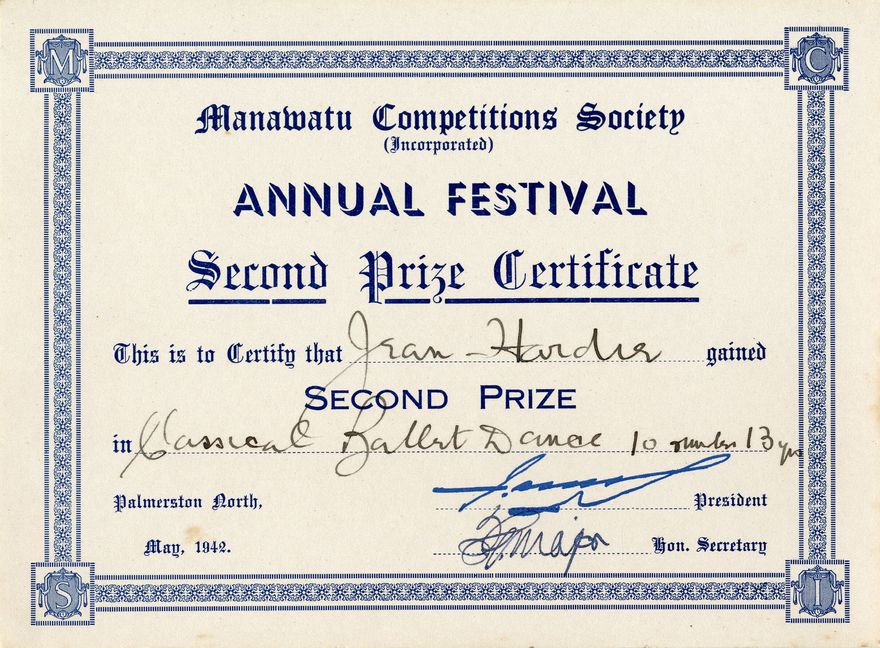 M C
Manawatu Competitions Society
(Incorporated)
ANNUAL FESTIVAL
Second Prize Certificate
This is to Certify that Jean gained
SECOND PRIZE
in Classical Ballet Dance 10 under 13 yrs
Palmerston North, President
May, 1942. Major Hon. Secretary
S I